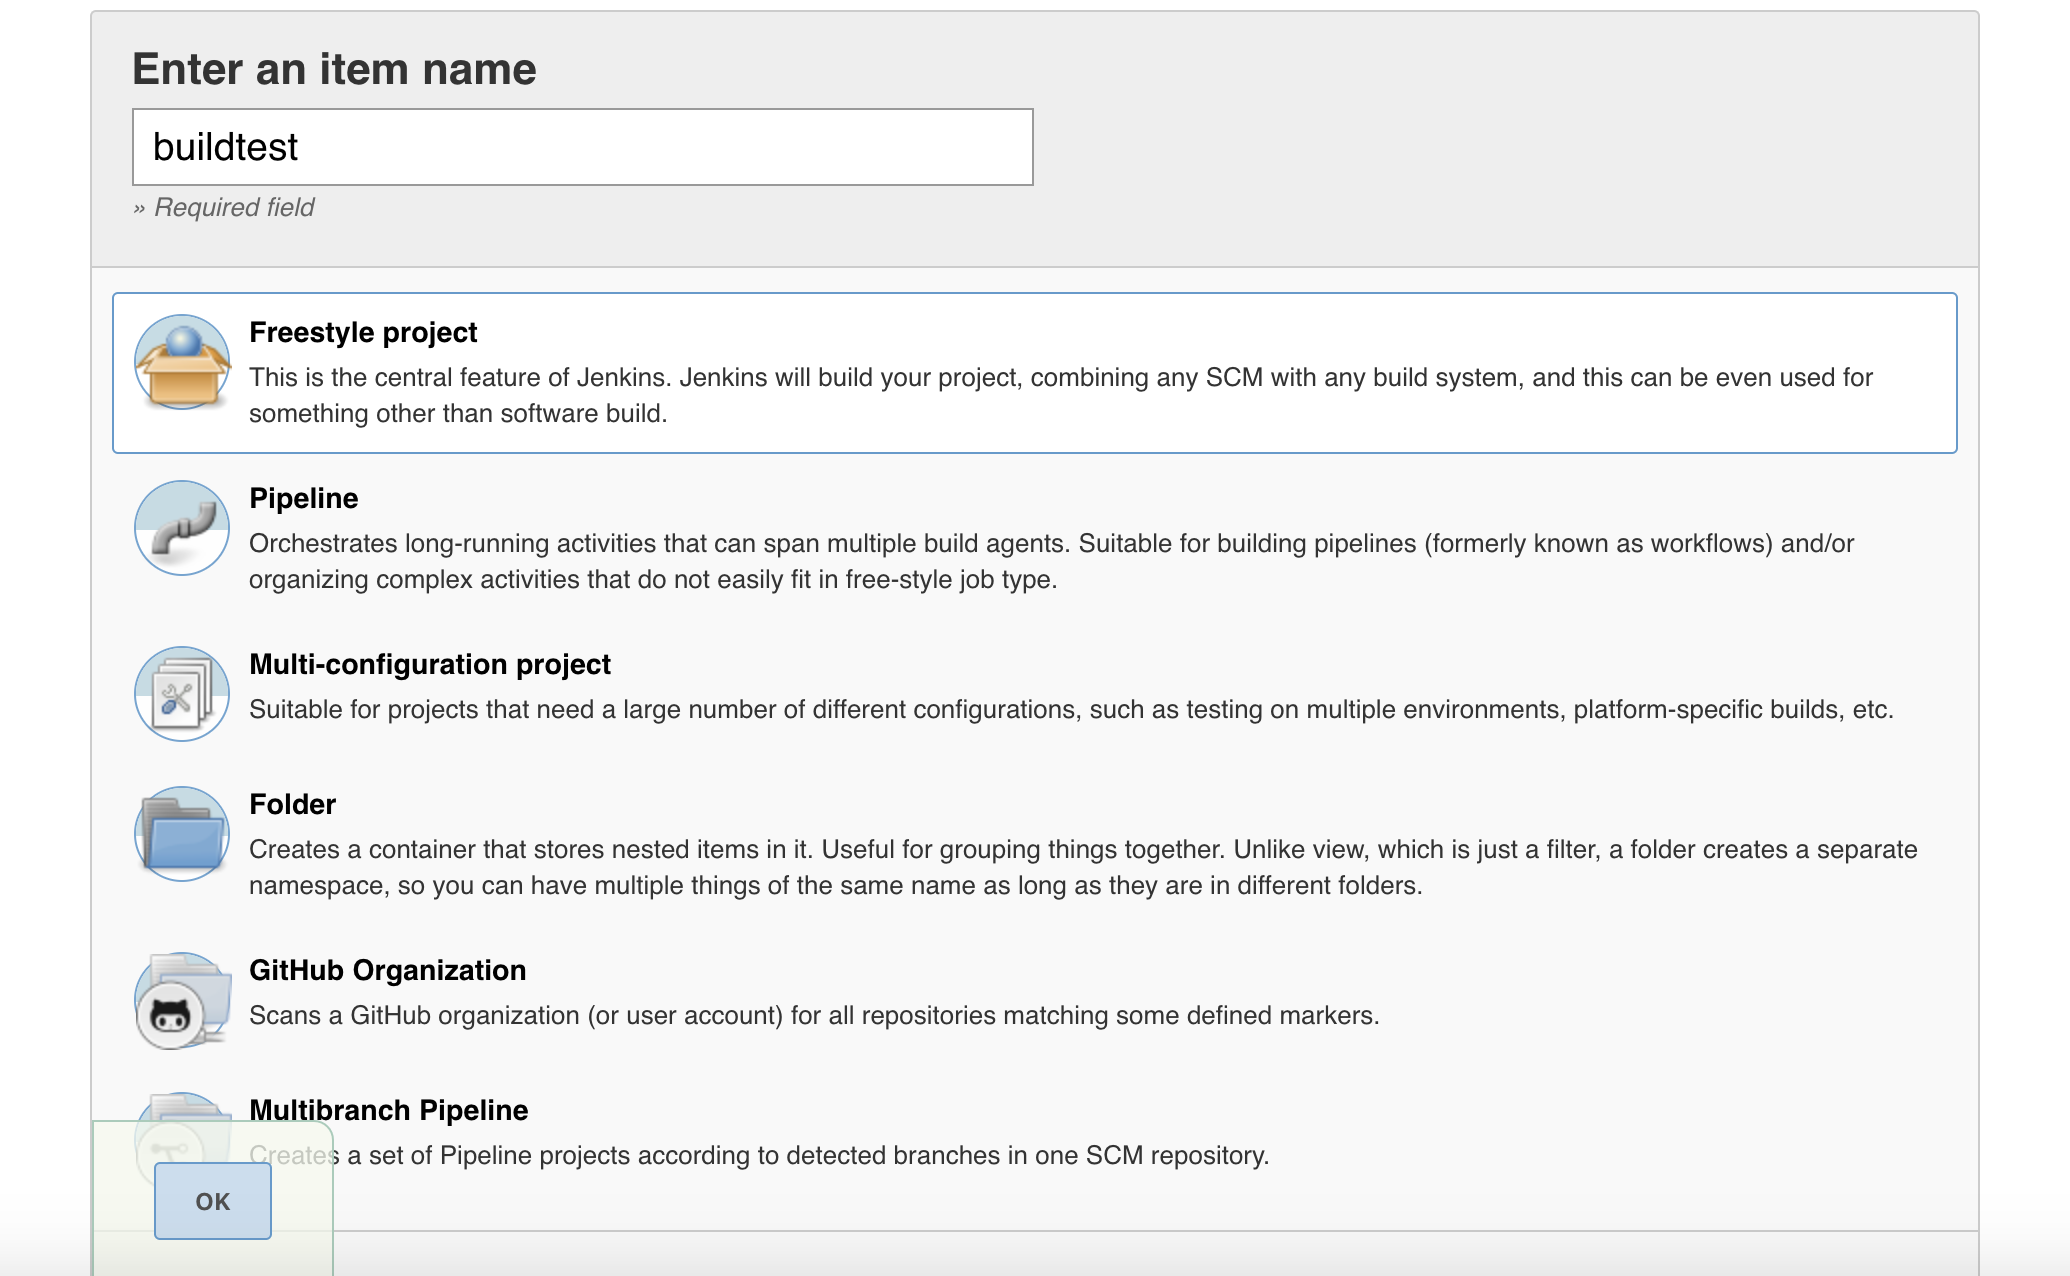 Enter an item name
buildtest
» Required field
Freestyle project
This is the central feature of Jenkins. Jenkins will build your project, combining any SCM with any build system, and this can be even used for
something other than software build.
Pipeline
Orchestrates long-running activities that can span multiple build agents. Suitable for building pipelines (formerly known as workflows) and/or
organizing complex activities that do not easily fit in free-style job type.
Multi-configuration project
Suitable for projects that need a large number of different configurations, such as testing on multiple environments, platform-specific builds, etc.
Folder
Creates a container that stores nested items in it. Useful for grouping things together. Unlike view, which is just a filter, a folder creates a separate
namespace, so you can have multiple things of the same name as long as they are in different folders.
GitHub Organization
Scans a GitHub organization (or user account) for all repositories matching some defined markers.
Multibranch Pipeline
Creates a set of Pipeline projects according to detected branches in one SCM repository.
OK